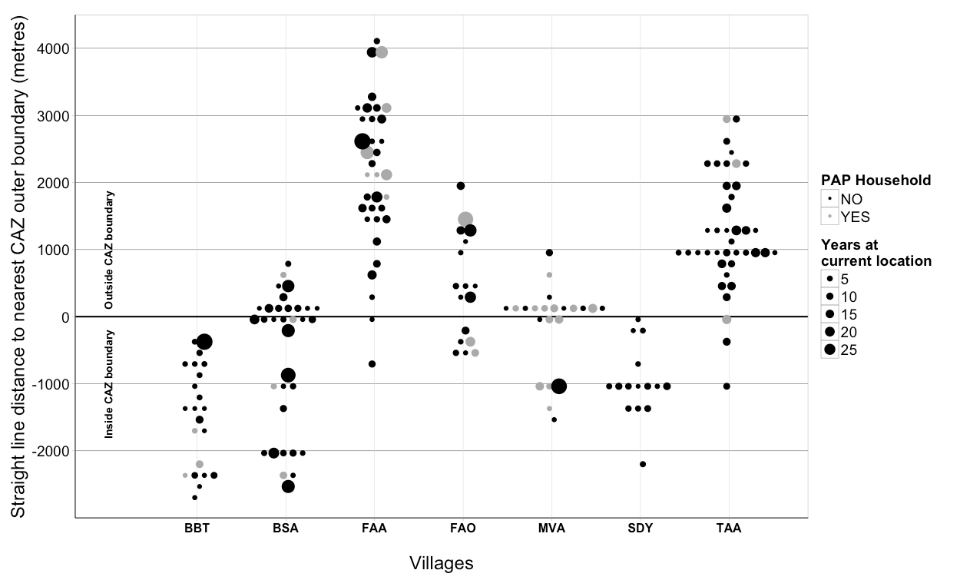 Straight line distance to nearest CAZ outer boundary (metres)
4000
3000
2000
1000
0
-1000
-2000
Outside CAZ boundary
Inside CAZ boundary
BBT BSA FAA FAO MVA SDY TAA
Villages
PAP Household
NO
YES
Years at
current location
5
10
15
20
25